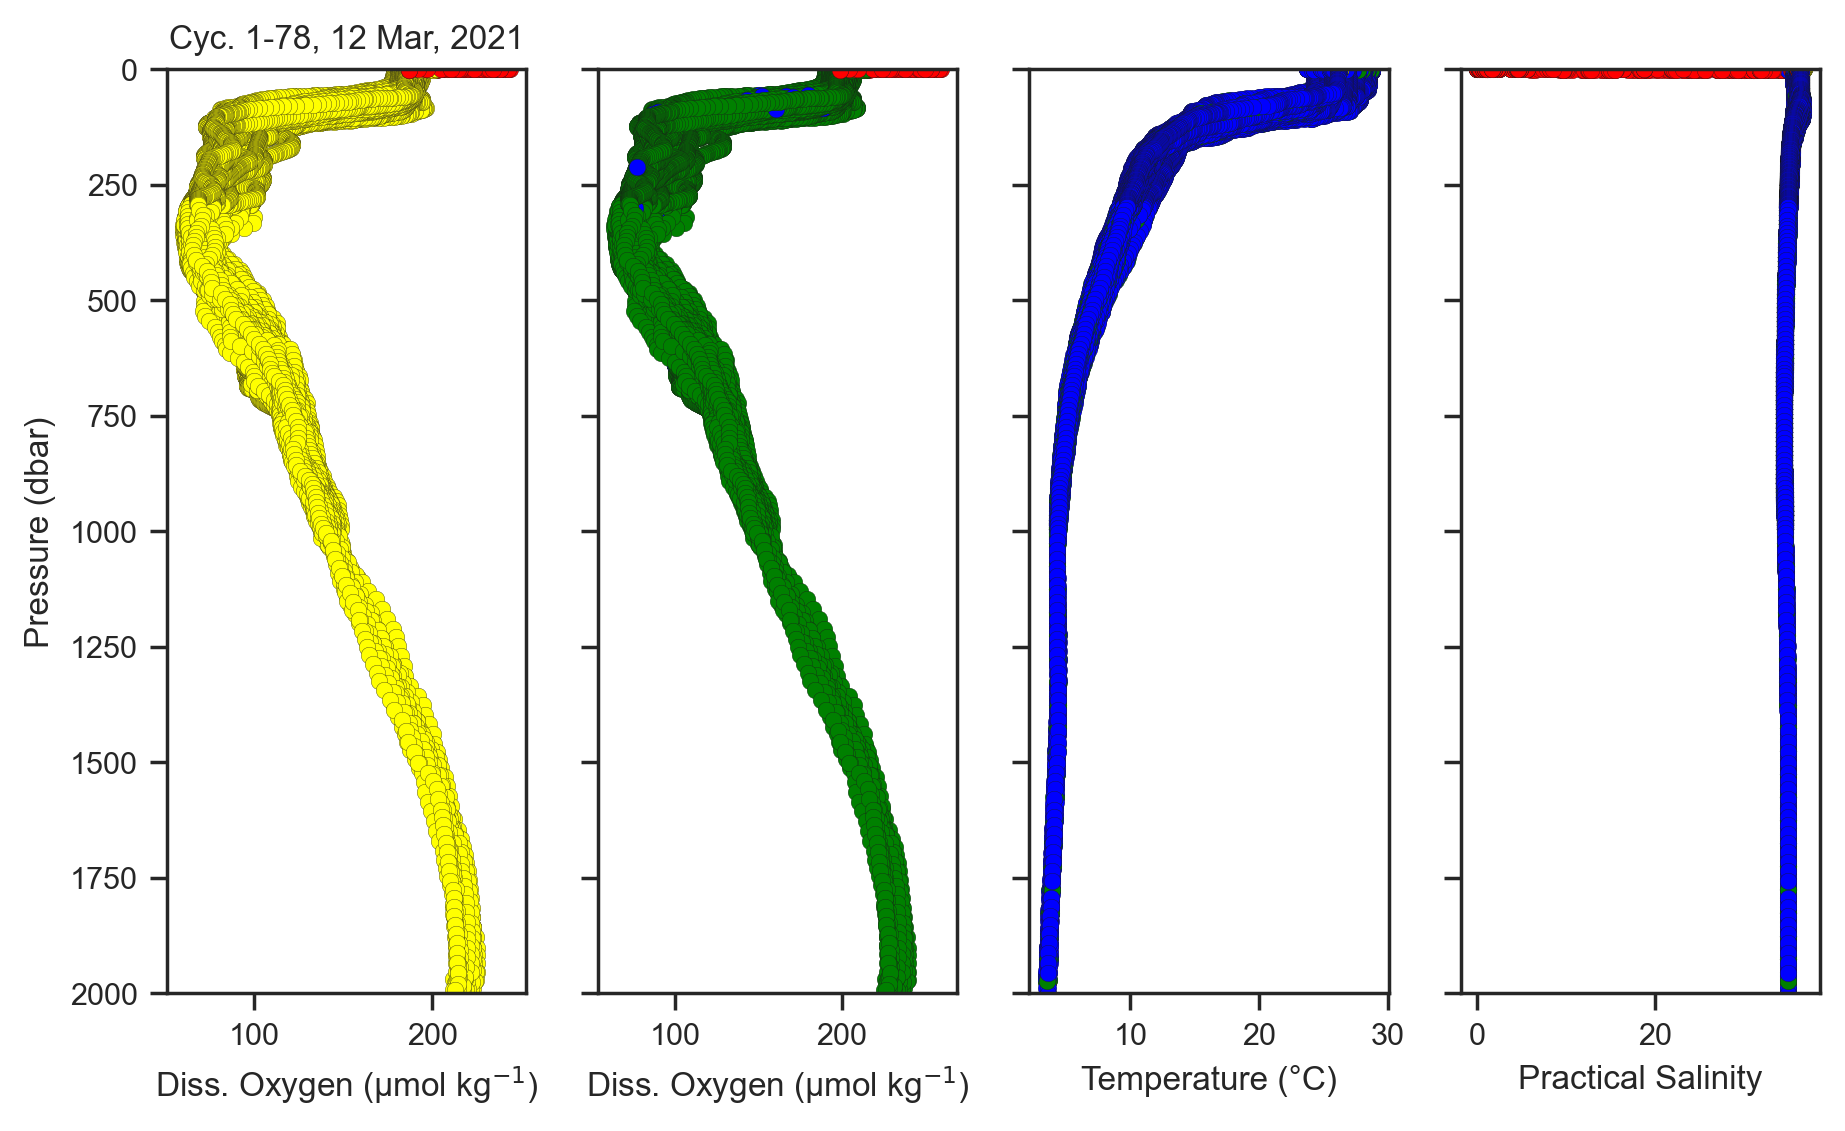 Cyc. 1-78, 12 Mar, 2021
0
250
500
750
1000
1250
1500
1750
2000
Pressure (dbar)
100 200
100 200
10 20 30
0 20
Diss. Oxygen (µmol kg⁻¹)
Diss. Oxygen (µmol kg⁻¹)
Temperature (°C)
Practical Salinity